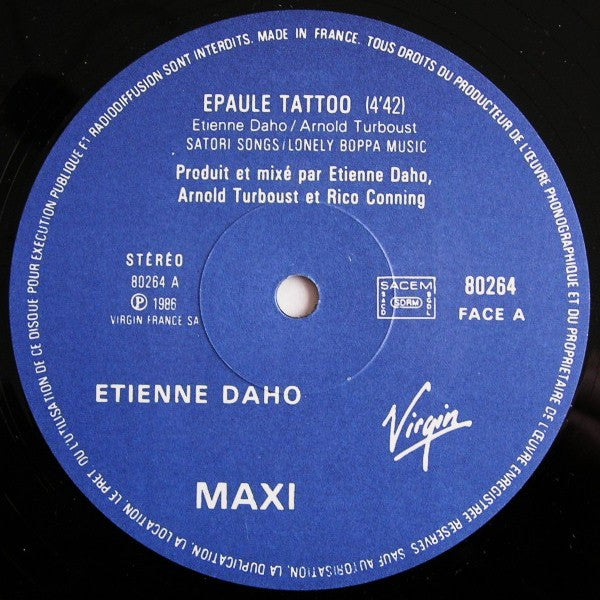 EPAULE TATTOO (4'42)
Etienne Daho / Arnold Turboust
SATORI SONGS / LONELY BOPPA MUSIC
Produit et mixé par Etienne Daho,
Arnold Turboust et Rico Conning
STÉRÉO
80264 A
℗ 1986
VIRGIN FRANCE SA
SACEM
SACD
SDRM
SGDL
80264
FACE A
ETIENNE DAHO
Virgin
MAXI
MADE IN FRANCE. TOUS DROITS DU PRODUCTEUR DE L'ŒUVRE PHONOGRAPHIQUE ET DU PROPRIETAIRE DE L'ŒUVRE ENREGISTREE RESERVES SAUF AUTORISATION, LA DUPLICATION, LA LOCATION, LE PRET OU L'UTILISATION DE CE DISQUE POUR EXECUTION PUBLIQUE ET RADIODIFFUSION SONT INTERDITS.